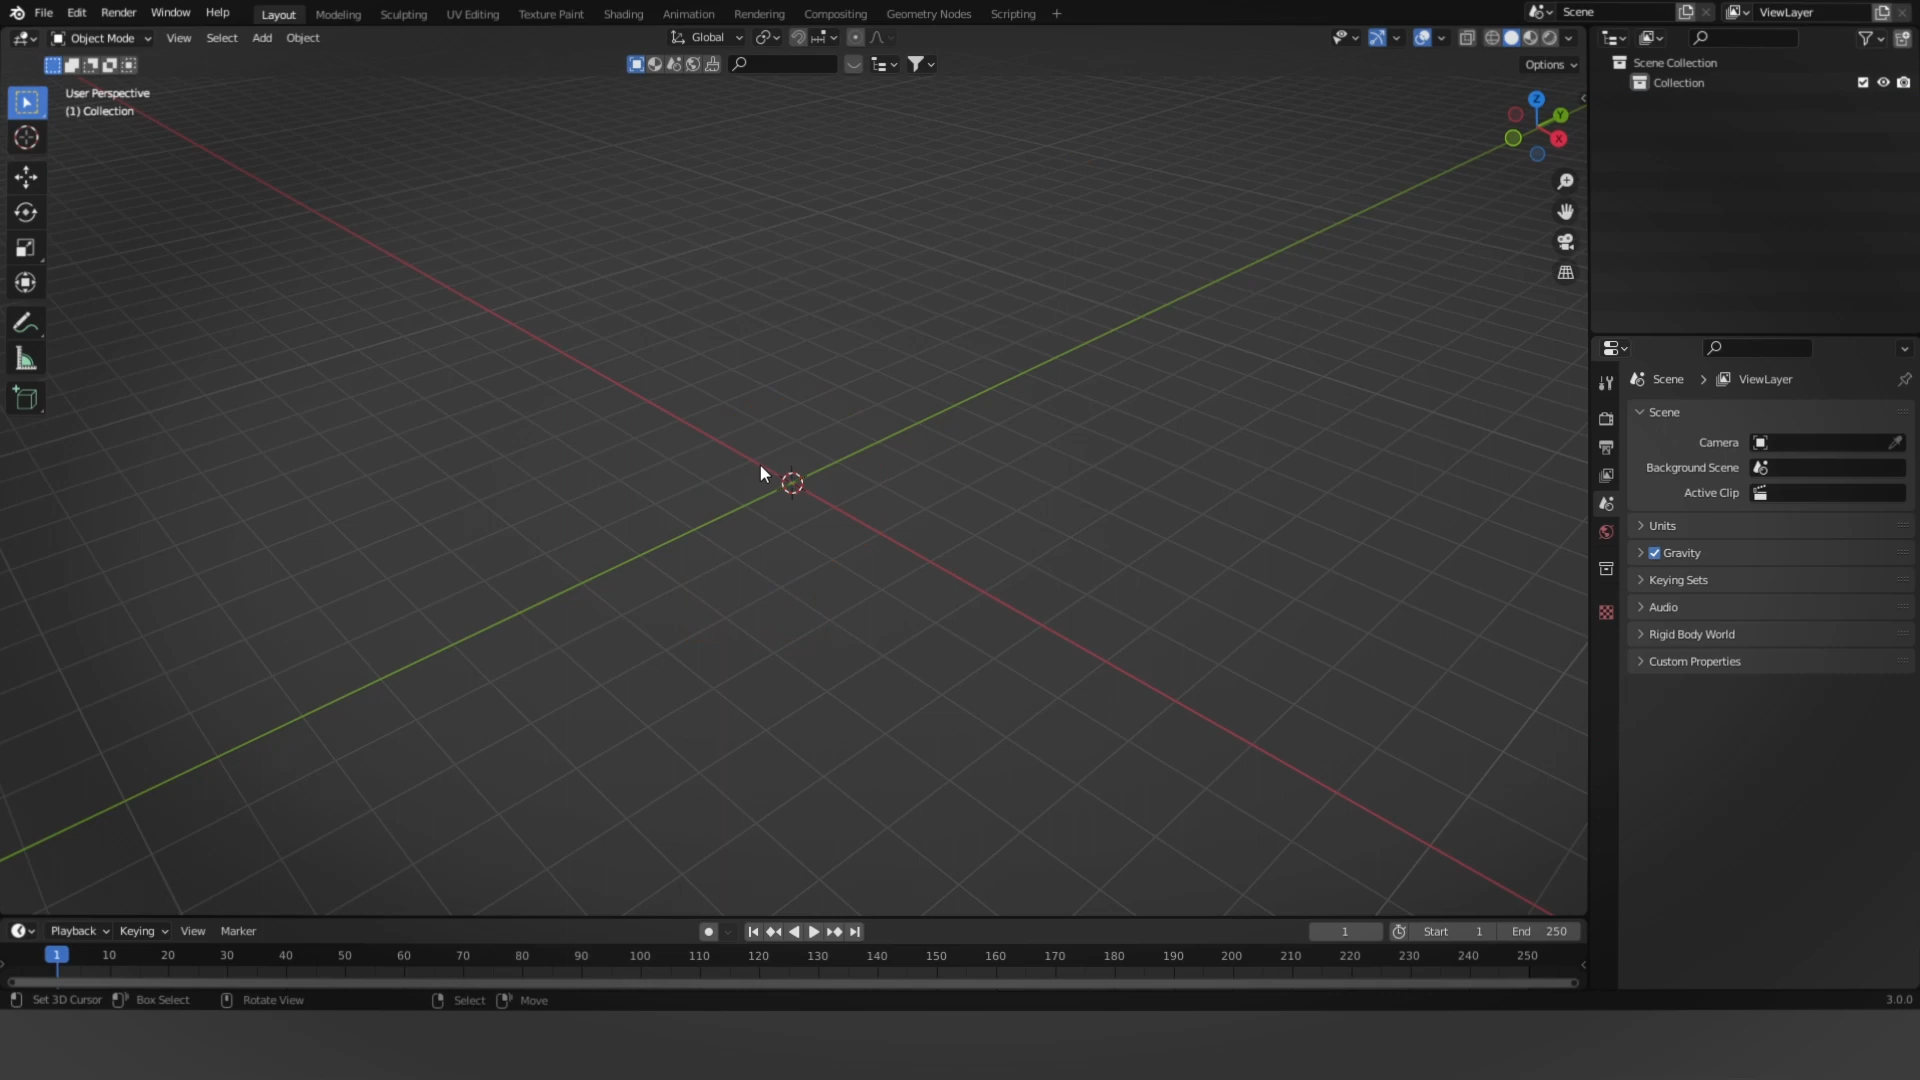 File Edit Render Window Help Layout Modeling Sculpting UV Editing Texture Paint Shading Animation Rendering Compositing Geometry Nodes Scripting + Scene ViewLayer
Object Mode View Select Add Object Global
Options
User Perspective
(1) Collection
Z
Y
X
Scene Collection
Collection
Scene > ViewLayer
Scene
Camera
Background Scene
Active Clip
Units
Gravity
Keying Sets
Audio
Rigid Body World
Custom Properties
Playback Keying View Marker 1 Start 1 End 250
1 10 20 30 40 50 60 70 80 90 100 110 120 130 140 150 160 170 180 190 200 210 220 230 240 250
Set 3D Cursor Box Select Rotate View Select Move 3.0.0